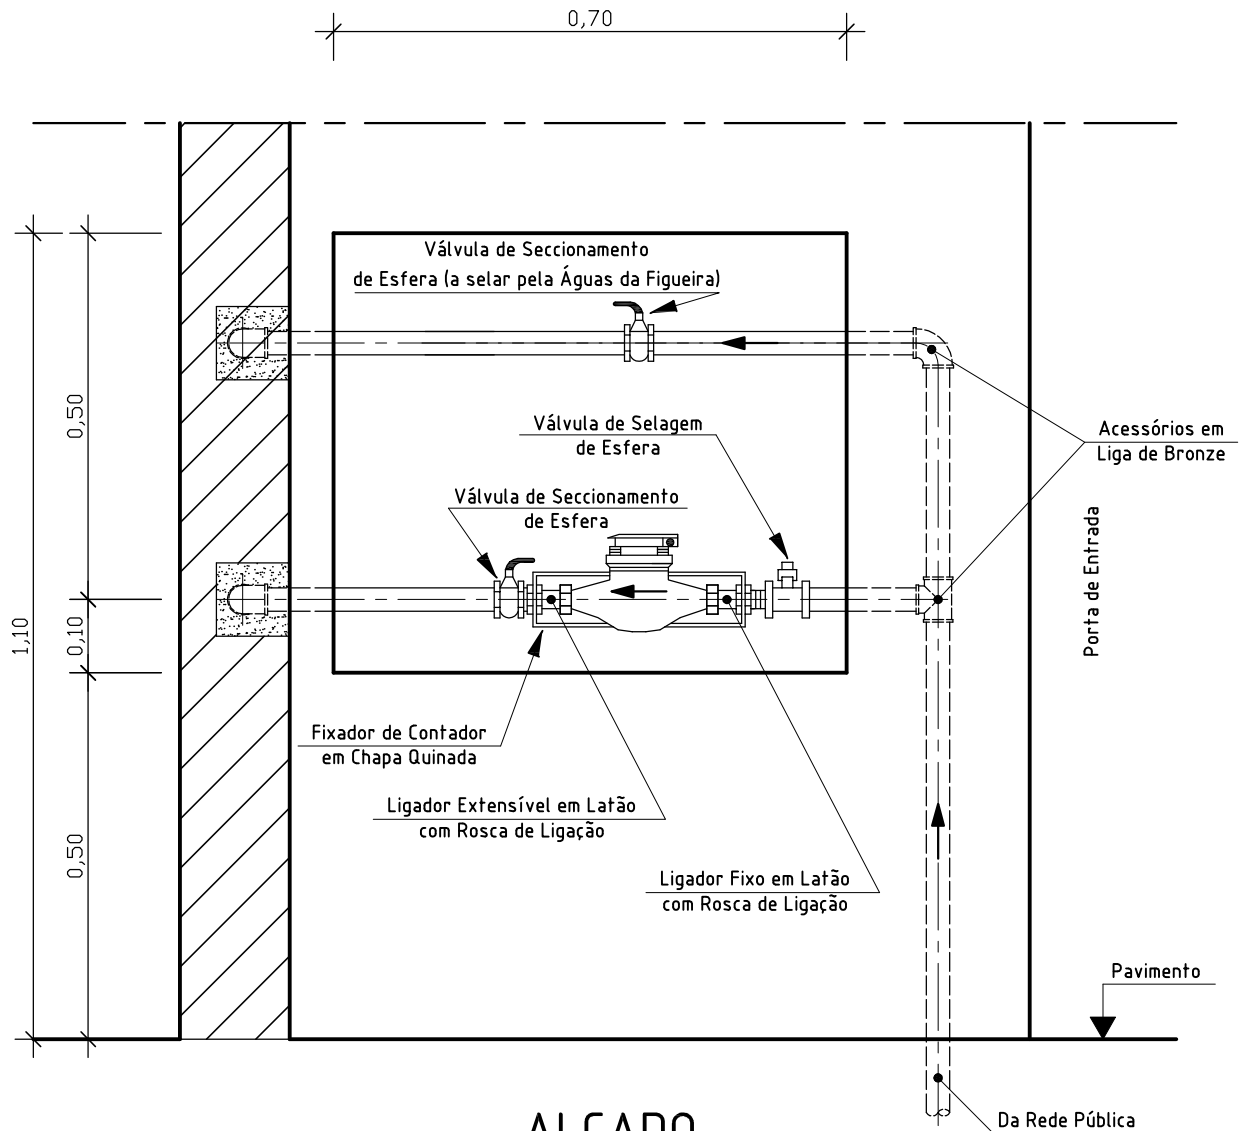 0,70
Válvula de Seccionamento
de Esfera (a selar pela Águas da Figueira)
0,50
Válvula de Selagem
de Esfera
Acessórios em
Liga de Bronze
Válvula de Seccionamento
de Esfera
Porta de Entrada
1,10
0,10
Fixador de Contador
em Chapa Quinada
Ligador Extensível em Latão
com Rosca de Ligação
0,50
Ligador Fixo em Latão
com Rosca de Ligação
Pavimento
Da Rede Pública